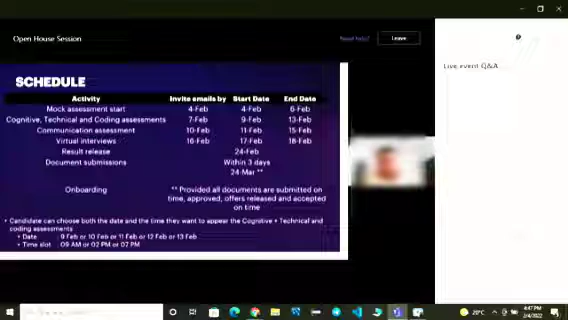 Open House Session
Need help?
Leave
Live event Q&A
SCHEDULE
Activity Invite emails by Start Date End Date
Mock assessment start 4-Feb 4-Feb 6-Feb
Cognitive, Technical and Coding assessments 7-Feb 9-Feb 13-Feb
Communication assessment 10-Feb 11-Feb 15-Feb
Virtual interviews 16-Feb 17-Feb 18-Feb
Result release 24-Feb
Document submissions Within 3 days
24-Mar **
Onboarding ** Provided all documents are submitted on
time, approved, offers released and accepted
on time
• Candidate can choose both the date and the time they want to appear the Cognitive + Technical and
coding assessments
• Date : 9 Feb or 10 Feb or 11 Feb or 12 Feb or 13 Feb
• Time slot : 09 AM or 02 PM or 07 PM
20°C
4:47 PM
2/4/2022